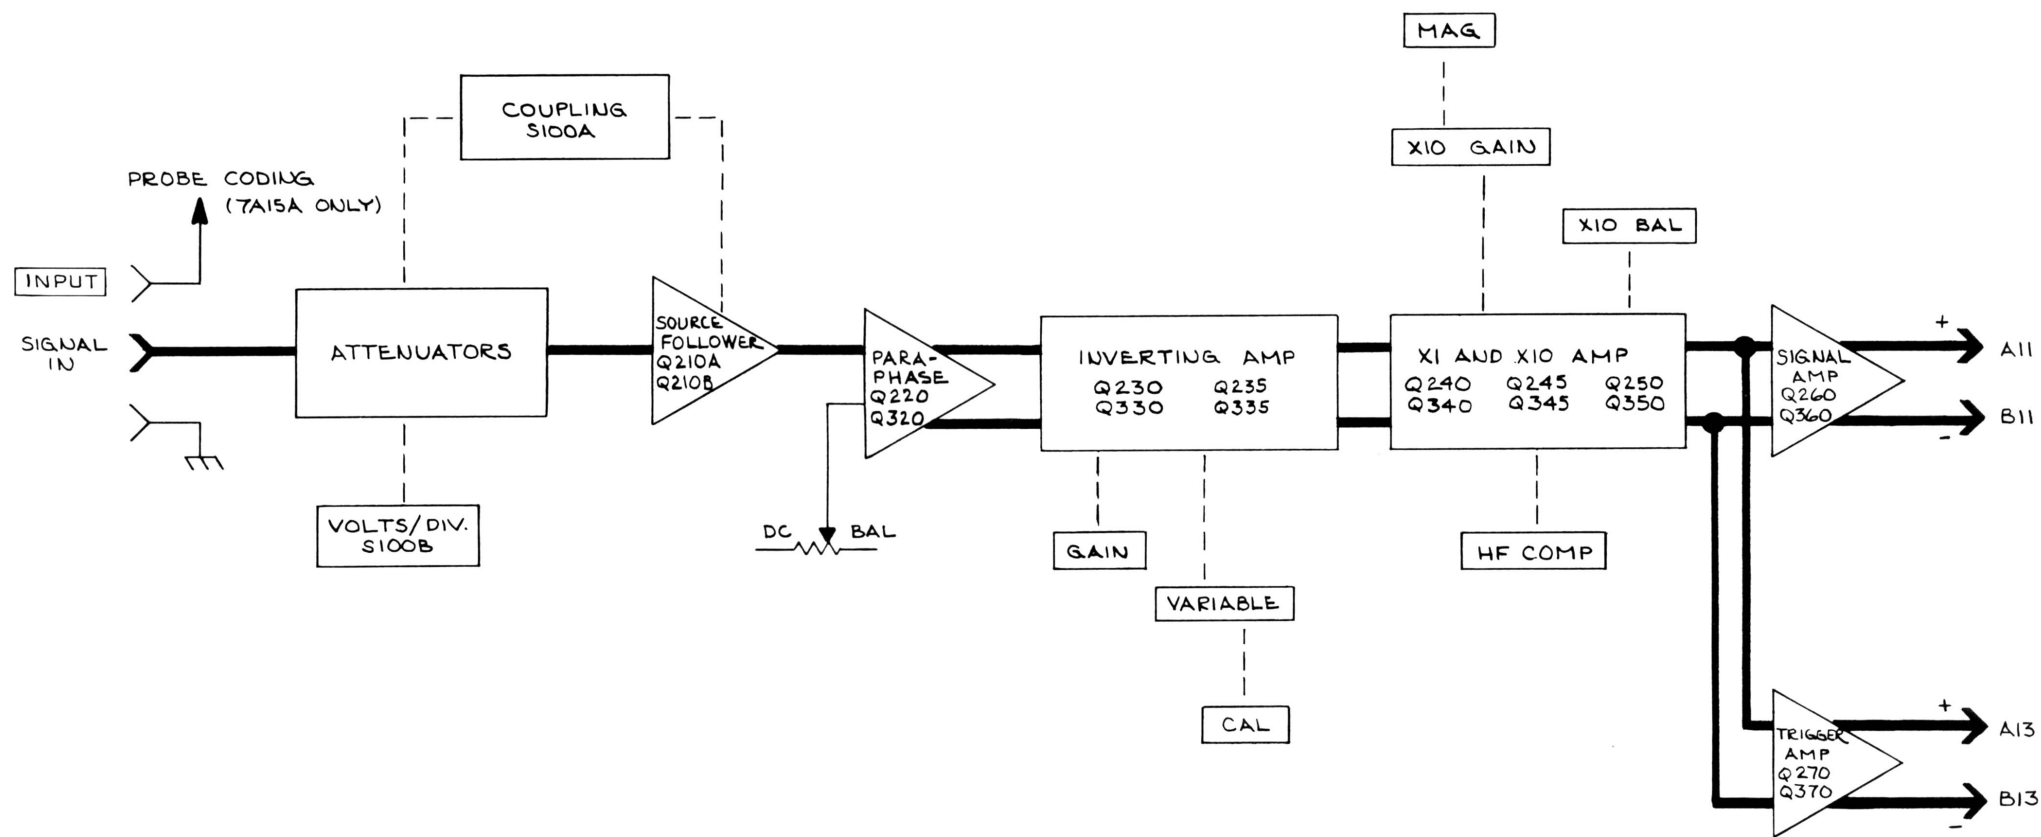 MAG
COUPLING
S100A
X10 GAIN
PROBE CODING
(7A15A ONLY)
X10 BAL
INPUT
SIGNAL
IN
ATTENUATORS
SOURCE
FOLLOWER
Q210A
Q210B
PARA-
PHASE
Q220
Q320
INVERTING AMP
Q230 Q235
Q330 Q335
X1 AND X10 AMP
Q240 Q245 Q250
Q340 Q345 Q350
SIGNAL
AMP
Q260
Q360
+
A11
B11
-
VOLTS/DIV.
S100B
DC BAL
GAIN
HF COMP
VARIABLE
CAL
TRIGGER
AMP
Q270
Q370
+
A13
B13
-